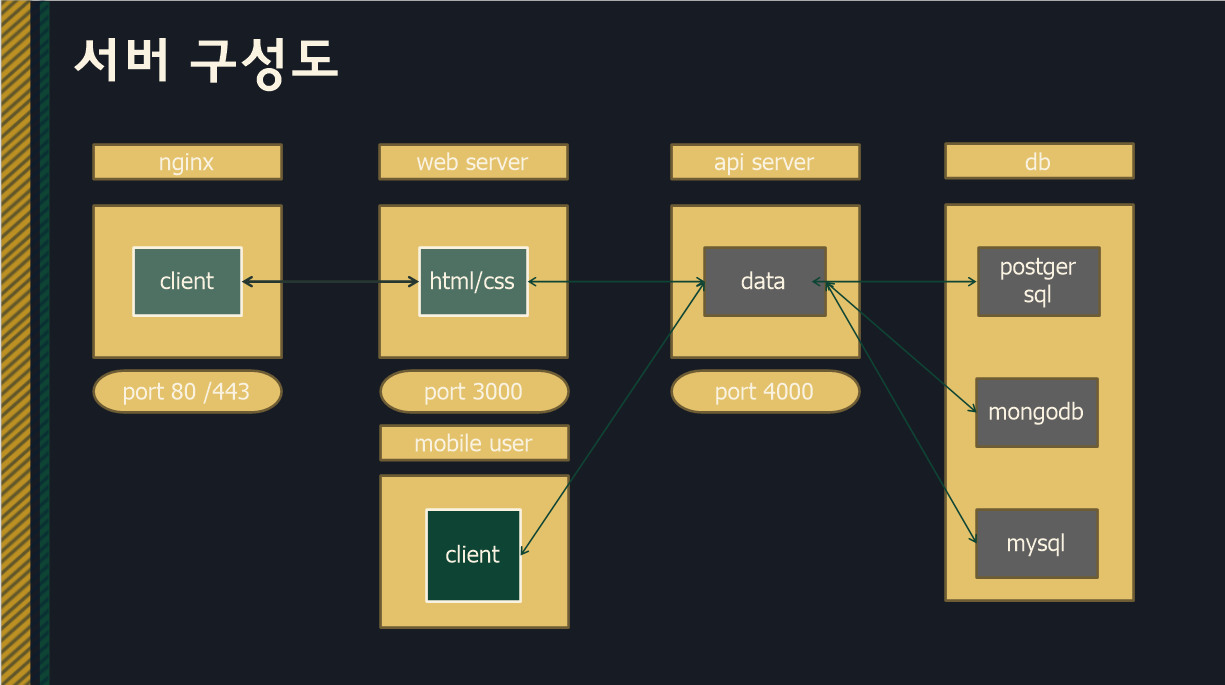 서버 구성도
nginx
web server
api server
db
client
html/css
data
postger
sql
port 80 /443
port 3000
port 4000
mongodb
mobile user
client
mysql